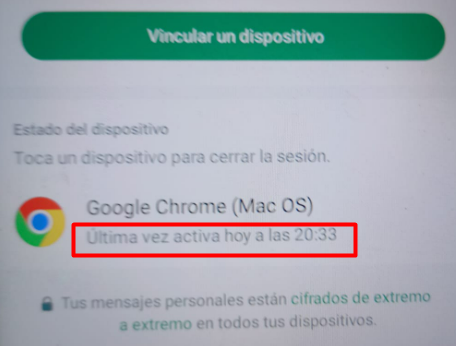 Vincular un dispositivo
Estado del dispositivo
Toca un dispositivo para cerrar la sesión.
Google Chrome (Mac OS)
Última vez activa hoy a las 20:33
Tus mensajes personales están cifrados de extremo
a extremo en todos tus dispositivos.